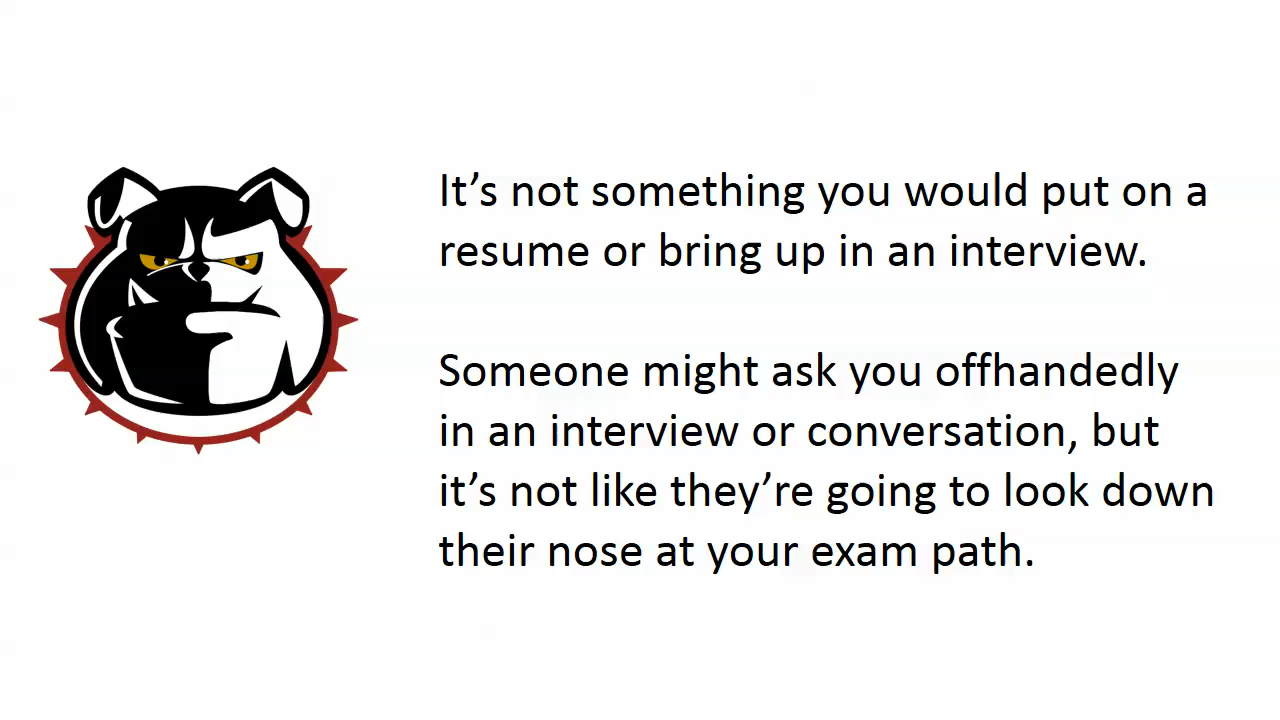 It’s not something you would put on a
resume or bring up in an interview.
Someone might ask you offhandedly
in an interview or conversation, but
it’s not like they’re going to look down
their nose at your exam path.